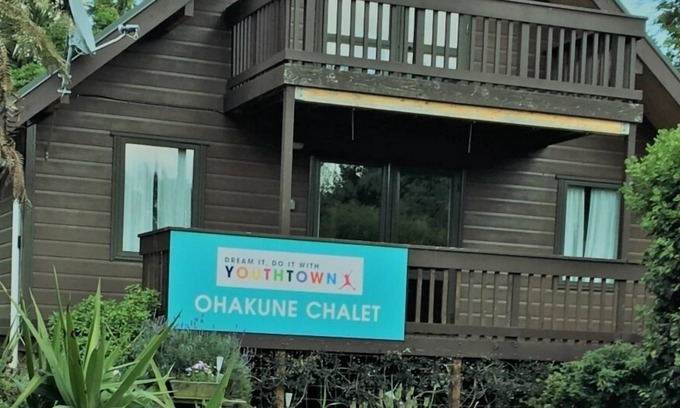 DREAM IT, DO IT WITH
YOUTHTOWN
OHAKUNE CHALET